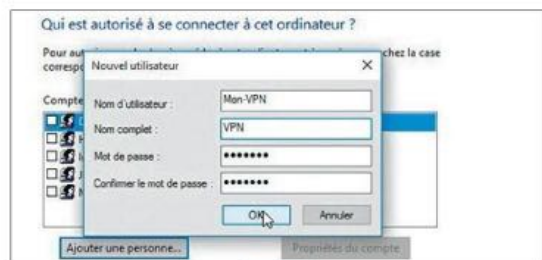 Qui est autorisé à se connecter à cet ordinateur ?
Pour au
chez la case
corresp
Nouvel utilisateur
Compte
Nom d'utilisateur :
Mon-VPN
Nom complet :
VPN
Mot de passe :
•••••••
Confirmer le mot de passe :
•••••••
OK
Annuler
Ajouter une personne...
Propriétés du compte